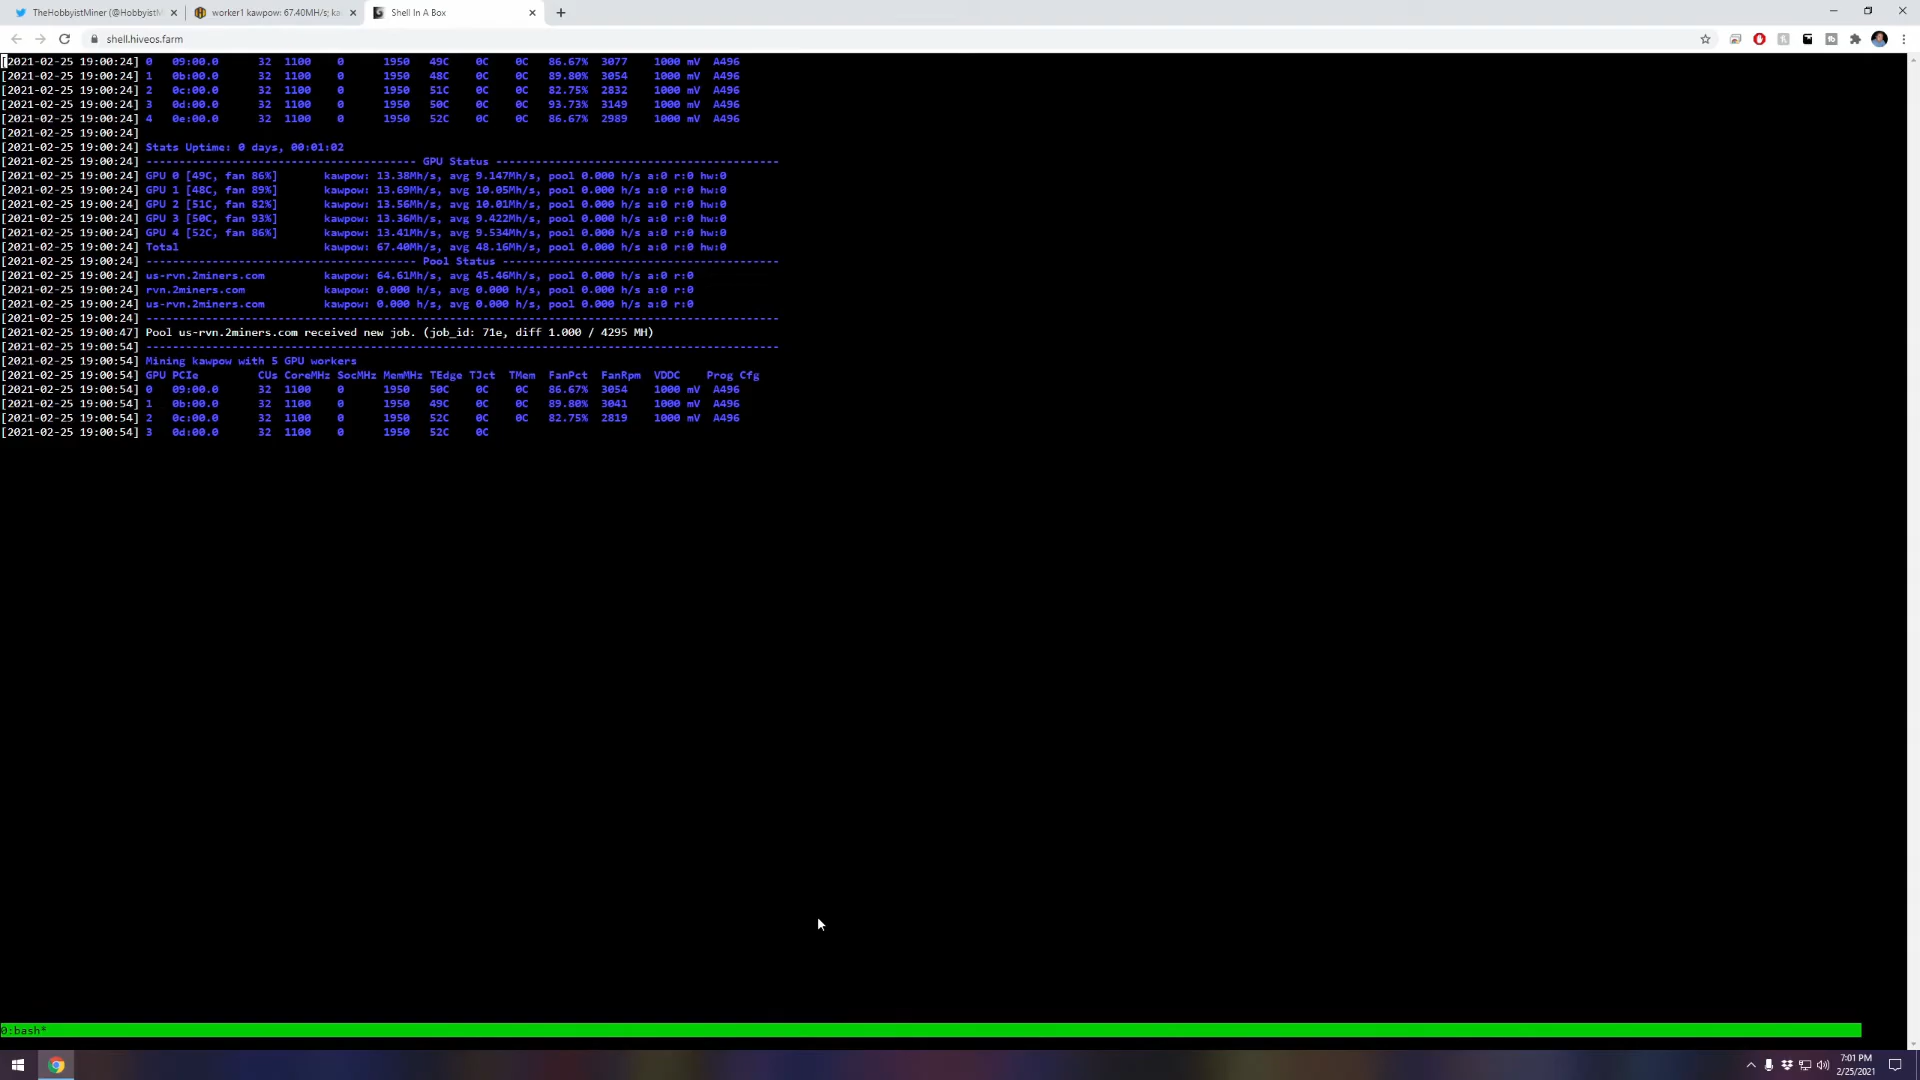 TheHobbyistMiner (@HobbyistM
worker1 kawpow: 67.40MH/s; ka
Shell In A Box
shell.hiveos.farm
[2021-02-25 19:00:24] 0 09:00.0 32 1100 0 1950 49C 0C 0C 86.67% 3077 1000 mV A496
[2021-02-25 19:00:24] 1 0b:00.0 32 1100 0 1950 48C 0C 0C 89.80% 3054 1000 mV A496
[2021-02-25 19:00:24] 2 0c:00.0 32 1100 0 1950 51C 0C 0C 82.75% 2832 1000 mV A496
[2021-02-25 19:00:24] 3 0d:00.0 32 1100 0 1950 50C 0C 0C 93.73% 3149 1000 mV A496
[2021-02-25 19:00:24] 4 0e:00.0 32 1100 0 1950 52C 0C 0C 86.67% 2989 1000 mV A496
[2021-02-25 19:00:24]
[2021-02-25 19:00:24] Stats Uptime: 0 days, 00:01:02
[2021-02-25 19:00:24] ----------------------------------------- GPU Status -------------------------------------------
[2021-02-25 19:00:24] GPU 0 [49C, fan 86%] kawpow: 13.38Mh/s, avg 9.147Mh/s, pool 0.000 h/s a:0 r:0 hw:0
[2021-02-25 19:00:24] GPU 1 [48C, fan 89%] kawpow: 13.69Mh/s, avg 10.05Mh/s, pool 0.000 h/s a:0 r:0 hw:0
[2021-02-25 19:00:24] GPU 2 [51C, fan 82%] kawpow: 13.56Mh/s, avg 10.01Mh/s, pool 0.000 h/s a:0 r:0 hw:0
[2021-02-25 19:00:24] GPU 3 [50C, fan 93%] kawpow: 13.36Mh/s, avg 9.422Mh/s, pool 0.000 h/s a:0 r:0 hw:0
[2021-02-25 19:00:24] GPU 4 [52C, fan 86%] kawpow: 13.41Mh/s, avg 9.534Mh/s, pool 0.000 h/s a:0 r:0 hw:0
[2021-02-25 19:00:24] Total kawpow: 67.40Mh/s, avg 48.16Mh/s, pool 0.000 h/s a:0 r:0 hw:0
[2021-02-25 19:00:24] ----------------------------------------- Pool Status ------------------------------------------
[2021-02-25 19:00:24] us-rvn.2miners.com kawpow: 64.61Mh/s, avg 45.46Mh/s, pool 0.000 h/s a:0 r:0
[2021-02-25 19:00:24] rvn.2miners.com kawpow: 0.000 h/s, avg 0.000 h/s, pool 0.000 h/s a:0 r:0
[2021-02-25 19:00:24] us-rvn.2miners.com kawpow: 0.000 h/s, avg 0.000 h/s, pool 0.000 h/s a:0 r:0
[2021-02-25 19:00:24] ------------------------------------------------------------------------------------------------
[2021-02-25 19:00:47] Pool us-rvn.2miners.com received new job. (job_id: 71e, diff 1.000 / 4295 MH)
[2021-02-25 19:00:54] ------------------------------------------------------------------------------------------------
[2021-02-25 19:00:54] Mining kawpow with 5 GPU workers
[2021-02-25 19:00:54] GPU PCIe CUs CoreMHz SocMHz MemMHz TEdge TJct TMem FanPct FanRpm VDDC Prog Cfg
[2021-02-25 19:00:54] 0 09:00.0 32 1100 0 1950 50C 0C 0C 86.67% 3054 1000 mV A496
[2021-02-25 19:00:54] 1 0b:00.0 32 1100 0 1950 49C 0C 0C 89.80% 3041 1000 mV A496
[2021-02-25 19:00:54] 2 0c:00.0 32 1100 0 1950 52C 0C 0C 82.75% 2819 1000 mV A496
[2021-02-25 19:00:54] 3 0d:00.0 32 1100 0 1950 52C 0C
0:bash*
7:01 PM
2/25/2021